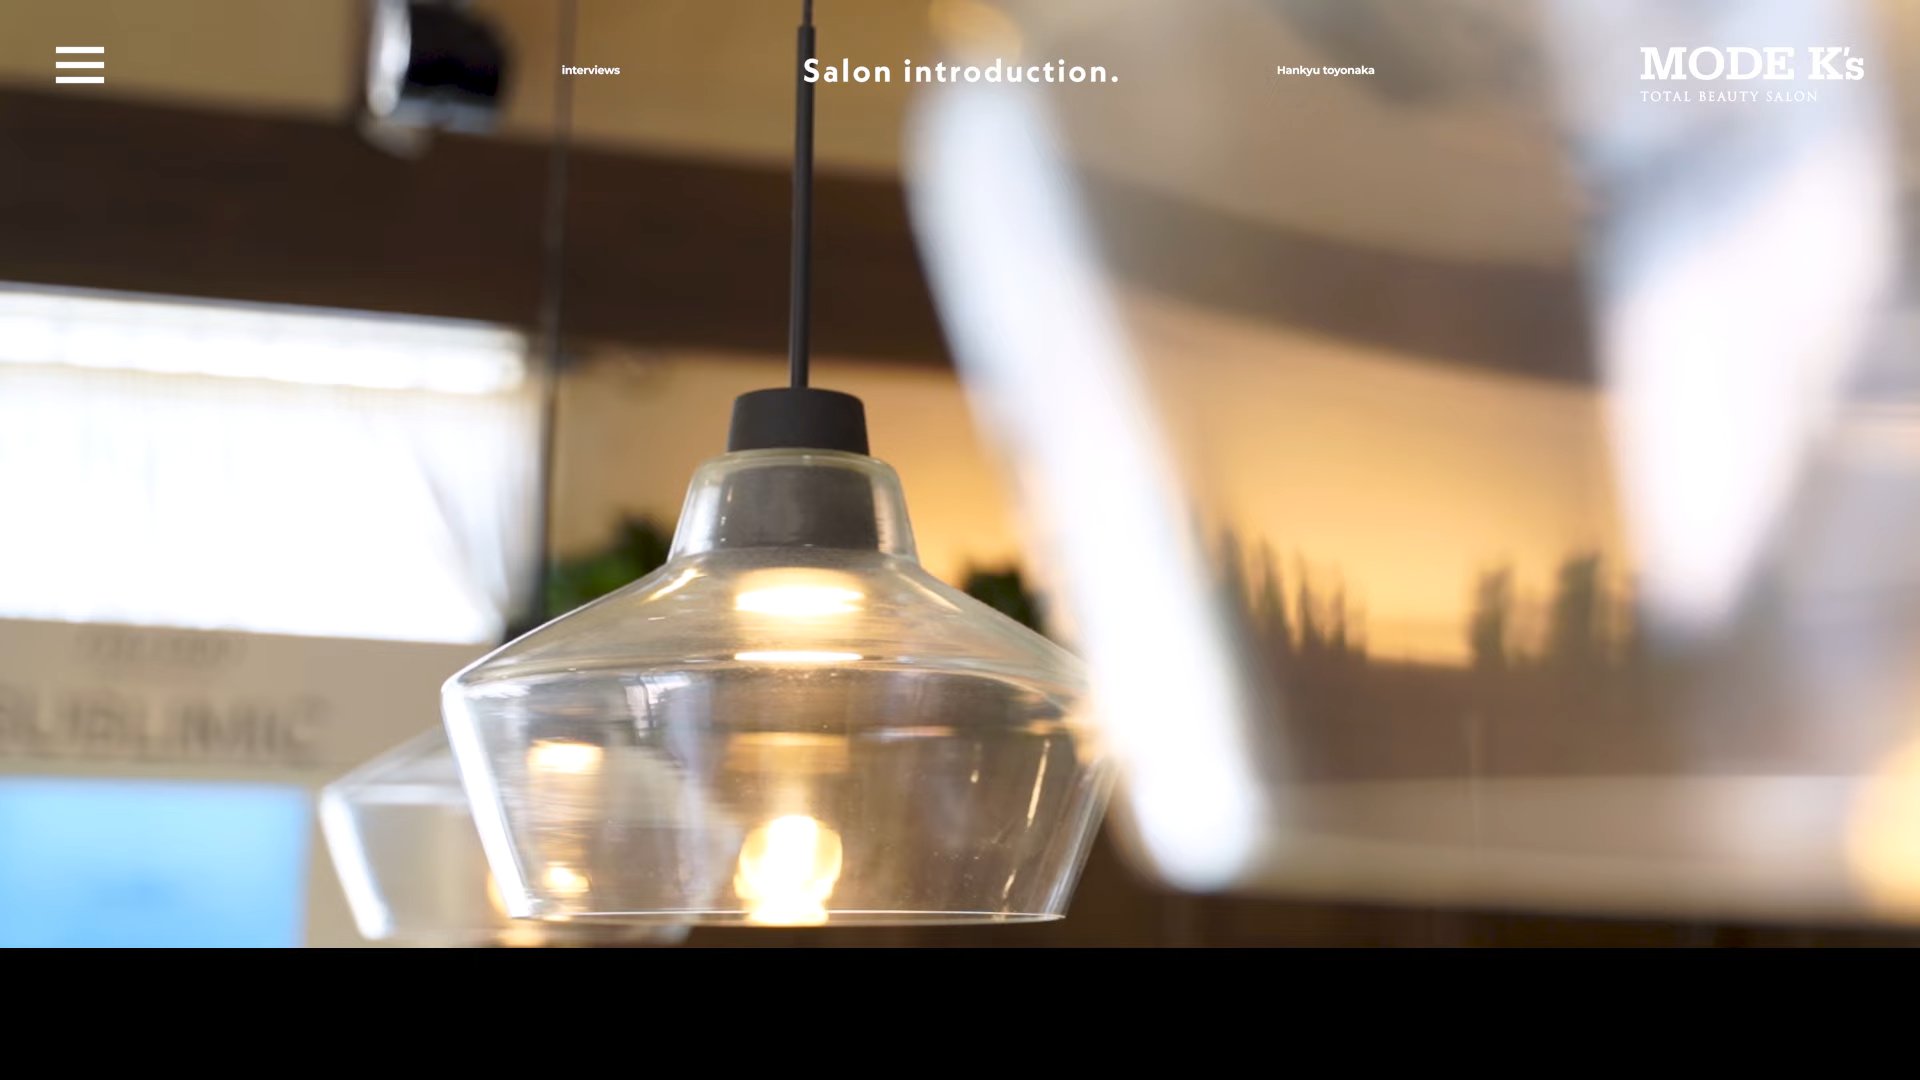 interviews
Salon introduction.
Hankyu toyonaka
MODE K's
TOTAL BEAUTY SALON